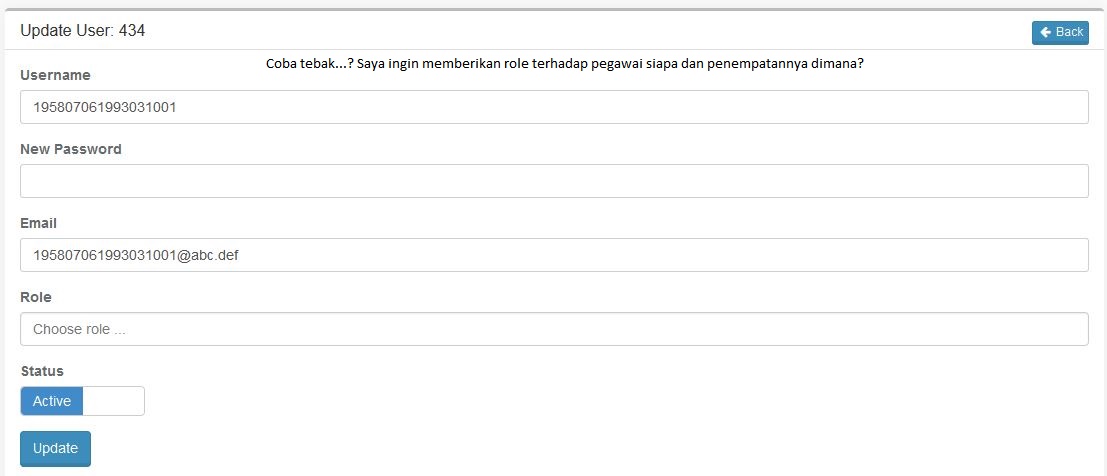 Update User: 434
Back
Coba tebak...? Saya ingin memberikan role terhadap pegawai siapa dan penempatannya dimana?
Username
195807061993031001
New Password
Email
195807061993031001@abc.def
Role
Choose role ...
Status
Active
Update